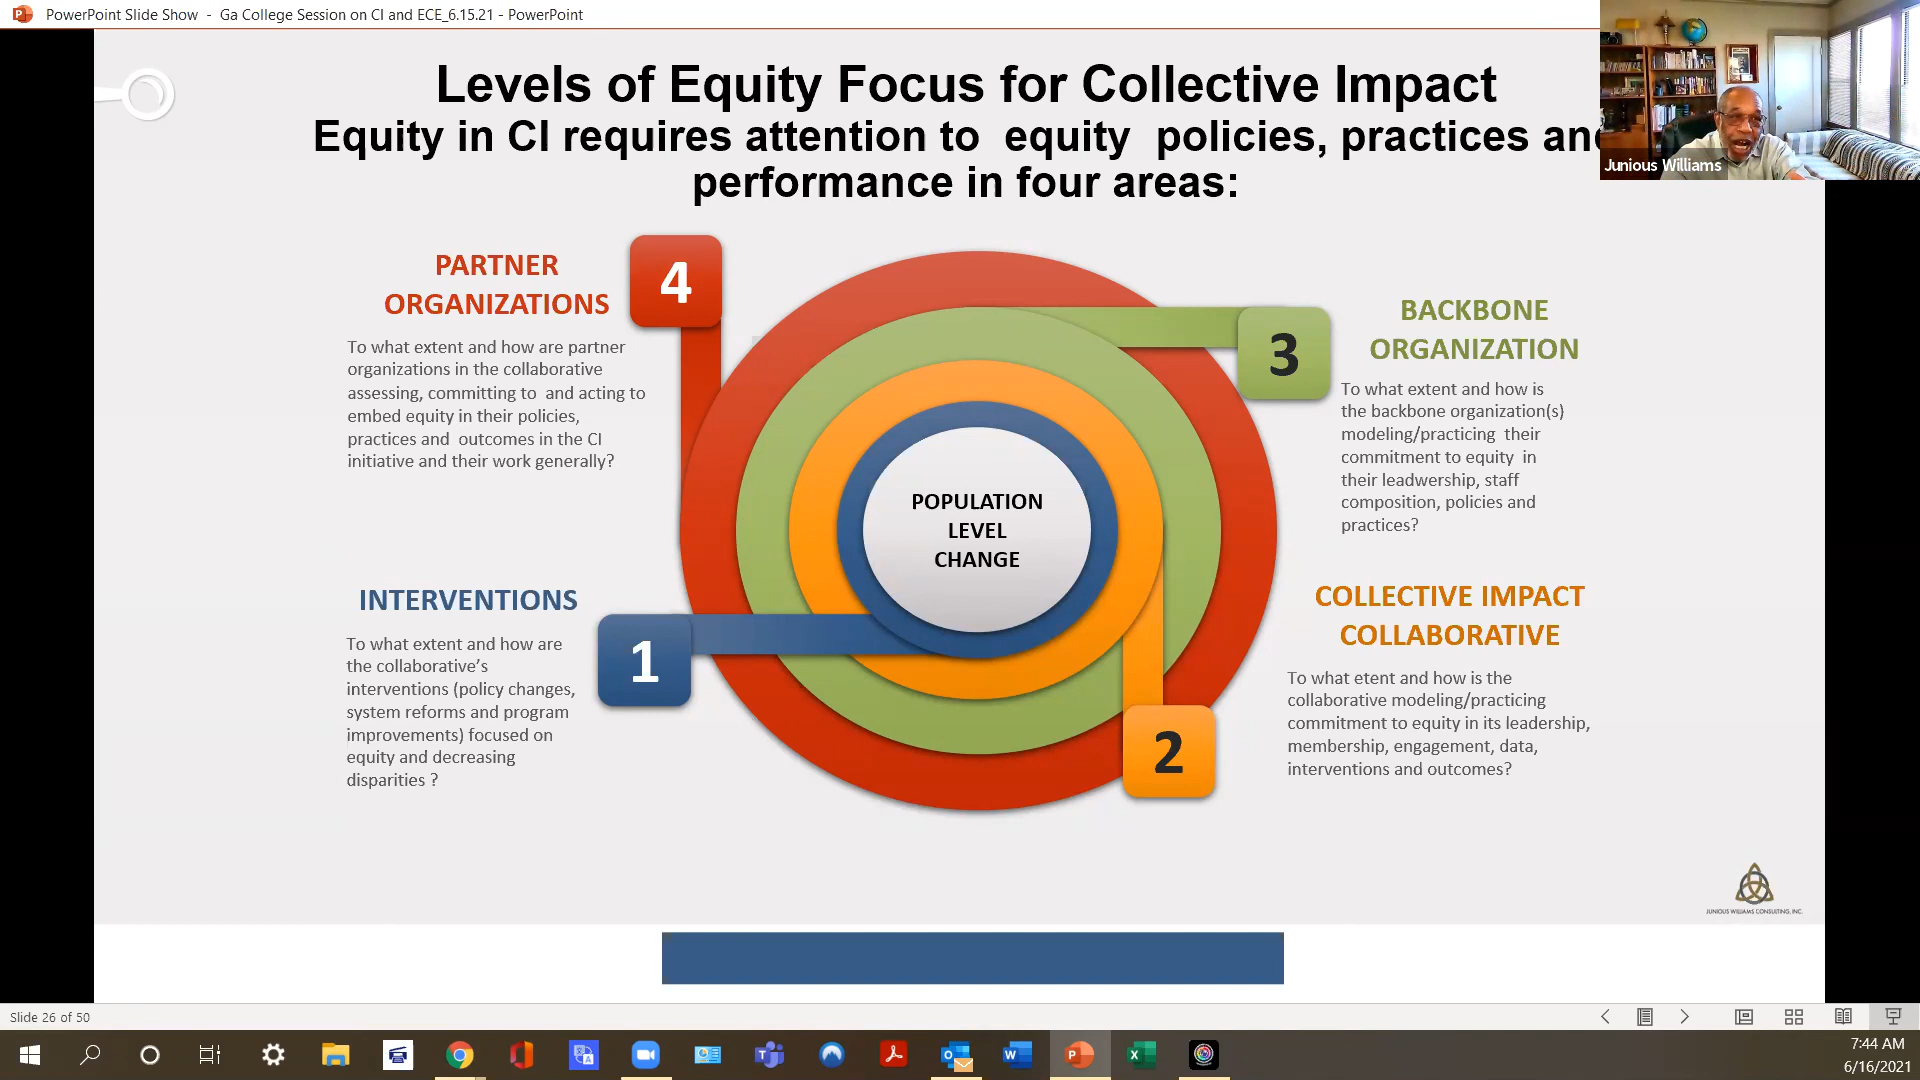 PowerPoint Slide Show  -  Ga College Session on CI and ECE_6.15.21 - PowerPoint
Levels of Equity Focus for Collective Impact
Equity in CI requires attention to  equity  policies, practices and
performance in four areas:
Junious Williams
PARTNER
ORGANIZATIONS
4
To what extent and how are partner
organizations in the collaborative
assessing, committing to  and acting to
embed equity in their policies,
practices and  outcomes in the CI
initiative and their work generally?
3
BACKBONE
ORGANIZATION
To what extent and how is
the backbone organization(s)
modeling/practicing  their
commitment to equity  in
their leadwership, staff
composition, policies and
practices?
POPULATION
LEVEL
CHANGE
INTERVENTIONS
1
To what extent and how are
the collaborative’s
interventions (policy changes,
system reforms and program
improvements) focused on
equity and decreasing
disparities ?
2
COLLECTIVE IMPACT
COLLABORATIVE
To what etent and how is the
collaborative modeling/practicing
commitment to equity in its leadership,
membership, engagement, data,
interventions and outcomes?
JUNIOUS WILLIAMS CONSULTING, INC.
Slide 26 of 50
7:44 AM
6/16/2021